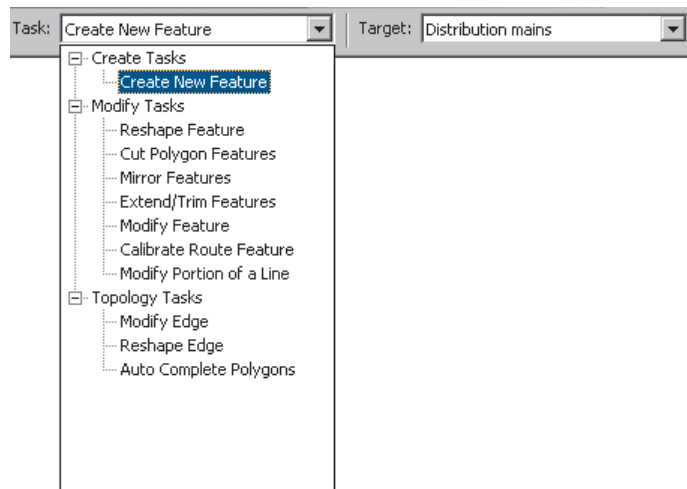 Task: Create New Feature Target: Distribution mains
Create Tasks
Create New Feature
Modify Tasks
Reshape Feature
Cut Polygon Features
Mirror Features
Extend/Trim Features
Modify Feature
Calibrate Route Feature
Modify Portion of a Line
Topology Tasks
Modify Edge
Reshape Edge
Auto Complete Polygons